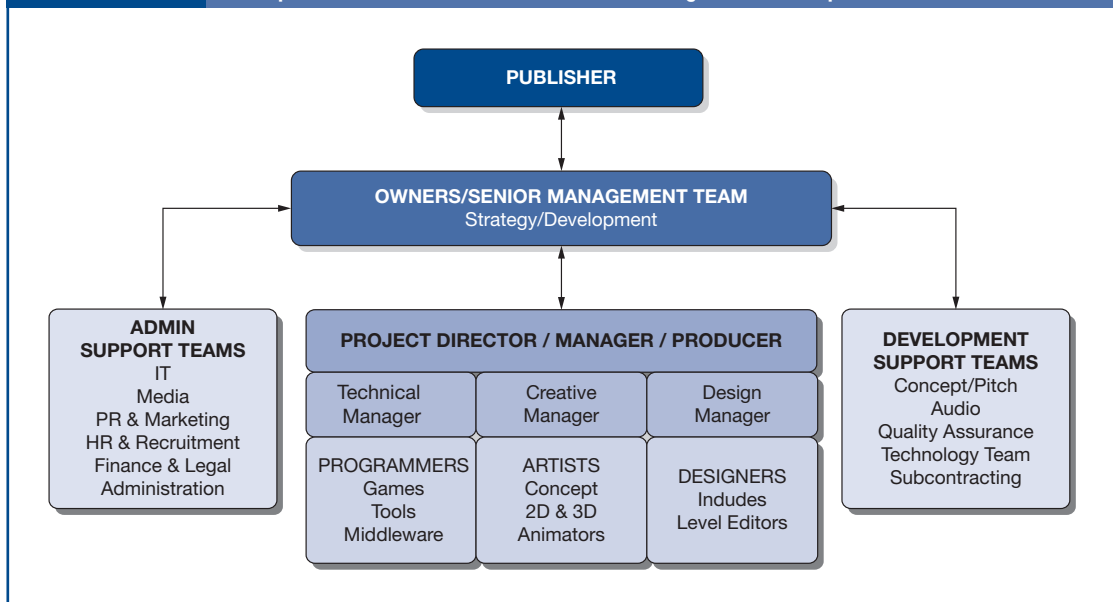 PUBLISHER
OWNERS/SENIOR MANAGEMENT TEAM
Strategy/Development
ADMIN
SUPPORT TEAMS
IT
Media
PR & Marketing
HR & Recruitment
Finance & Legal
Administration
PROJECT DIRECTOR / MANAGER / PRODUCER
Technical
Manager
Creative
Manager
Design
Manager
PROGRAMMERS
Games
Tools
Middleware
ARTISTS
Concept
2D & 3D
Animators
DESIGNERS
Indudes
Level Editors
DEVELOPMENT
SUPPORT TEAMS
Concept/Pitch
Audio
Quality Assurance
Technology Team
Subcontracting